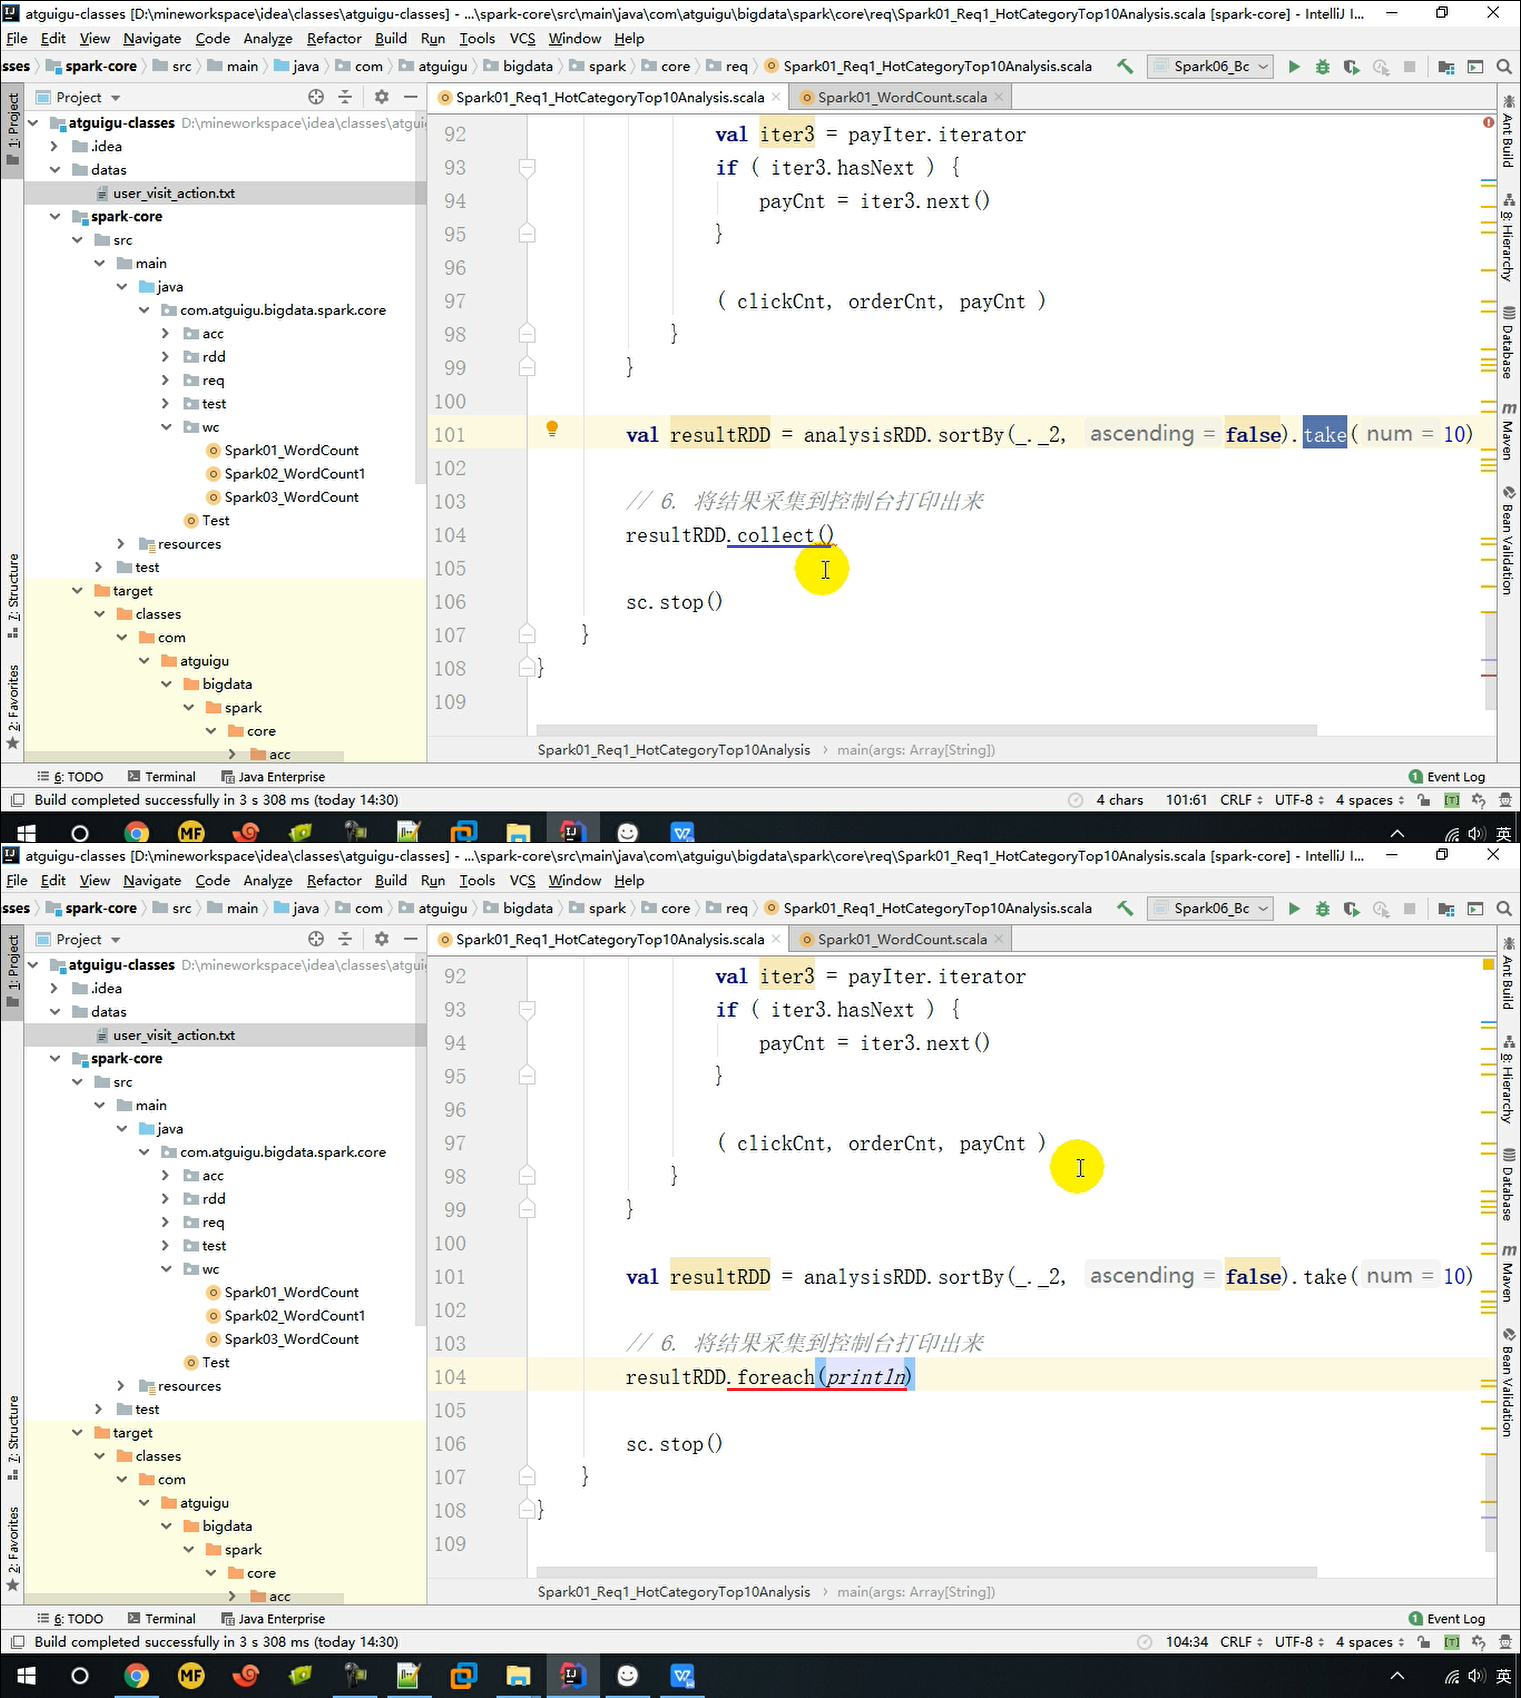 atguigu-classes [D:\mineworkspace\idea\classes\atguigu-classes] - ...\spark-core\src\main\java\com\atguigu\bigdata\spark\core\req\Spark01_Req1_HotCategoryTop10Analysis.scala [spark-core] - IntelliJ I...
File Edit View Navigate Code Analyze Refactor Build Run Tools VCS Window Help
sses spark-core src main java com atguigu bigdata spark core req Spark01_Req1_HotCategoryTop10Analysis.scala Spark06_Bc
Project Spark01_Req1_HotCategoryTop10Analysis.scala Spark01_WordCount.scala
1: Project
7: Structure
2: Favorites
atguigu-classes D:\mineworkspace\idea\classes\atgui
.idea
datas
user_visit_action.txt
spark-core
src
main
java
com.atguigu.bigdata.spark.core
acc
rdd
req
test
wc
Spark01_WordCount
Spark02_WordCount1
Spark03_WordCount
Test
resources
test
target
classes
com
atguigu
bigdata
spark
core
acc
92 val iter3 = payIter.iterator
93 if ( iter3.hasNext ) {
94 payCnt = iter3.next()
95 }
96
97 ( clickCnt, orderCnt, payCnt )
98 }
99 }
100
101 val resultRDD = analysisRDD.sortBy(_._2, ascending = false).take( num = 10)
102
103 // 6. 将结果采集到控制台打印出来
104 resultRDD.collect()
105
106 sc.stop()
107 }
108 }
109
Spark01_Req1_HotCategoryTop10Analysis main(args: Array[String])
Ant Build
8: Hierarchy
Database
m Maven
Bean Validation
6: TODO Terminal Java Enterprise 1 Event Log
Build completed successfully in 3 s 308 ms (today 14:30) 4 chars 101:61 CRLF UTF-8 4 spaces [T]
MF IJ 英
atguigu-classes [D:\mineworkspace\idea\classes\atguigu-classes] - ...\spark-core\src\main\java\com\atguigu\bigdata\spark\core\req\Spark01_Req1_HotCategoryTop10Analysis.scala [spark-core] - IntelliJ I...
File Edit View Navigate Code Analyze Refactor Build Run Tools VCS Window Help
sses spark-core src main java com atguigu bigdata spark core req Spark01_Req1_HotCategoryTop10Analysis.scala Spark06_Bc
Project Spark01_Req1_HotCategoryTop10Analysis.scala Spark01_WordCount.scala
1: Project
7: Structure
2: Favorites
atguigu-classes D:\mineworkspace\idea\classes\atgui
.idea
datas
user_visit_action.txt
spark-core
src
main
java
com.atguigu.bigdata.spark.core
acc
rdd
req
test
wc
Spark01_WordCount
Spark02_WordCount1
Spark03_WordCount
Test
resources
test
target
classes
com
atguigu
bigdata
spark
core
acc
92 val iter3 = payIter.iterator
93 if ( iter3.hasNext ) {
94 payCnt = iter3.next()
95 }
96
97 ( clickCnt, orderCnt, payCnt )
98 }
99 }
100
101 val resultRDD = analysisRDD.sortBy(_._2, ascending = false).take( num = 10)
102
103 // 6. 将结果采集到控制台打印出来
104 resultRDD.foreach(println)
105
106 sc.stop()
107 }
108 }
109
Spark01_Req1_HotCategoryTop10Analysis main(args: Array[String])
Ant Build
8: Hierarchy
Database
m Maven
Bean Validation
6: TODO Terminal Java Enterprise 1 Event Log
Build completed successfully in 3 s 308 ms (today 14:30) 104:34 CRLF UTF-8 4 spaces [T]
MF IJ 英